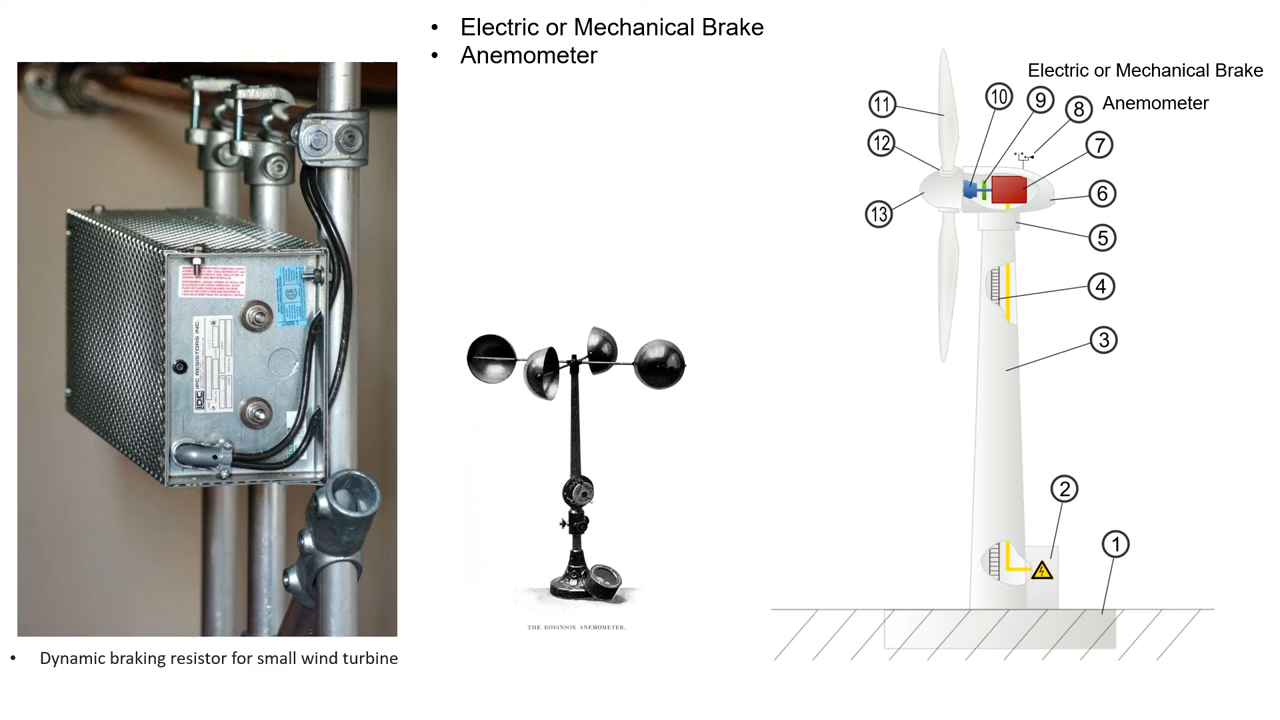 • Electric or Mechanical Brake
• Anemometer
Electric or Mechanical Brake
Anemometer
11
10
9
8
12
7
13
6
5
4
3
2
1
IPC RESISTORS INC.
THE ROBINSON ANEMOMETER.
• Dynamic braking resistor for small wind turbine